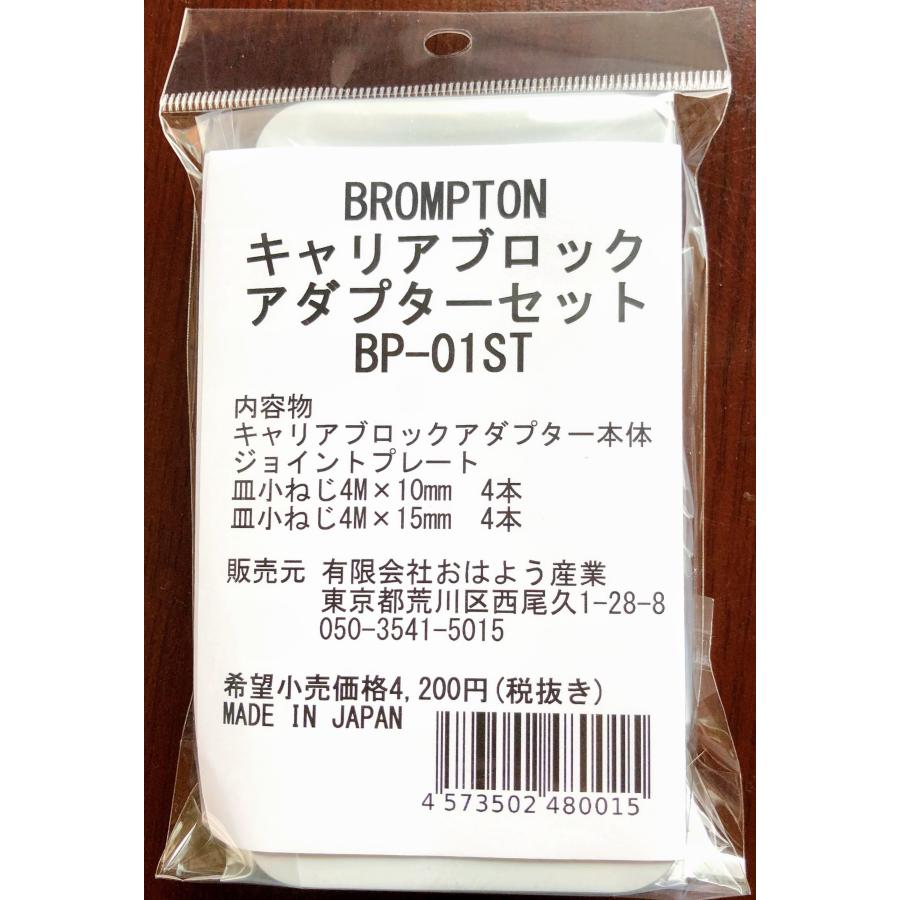 BROMPTON
キャリアブロック
アダプターセット
BP-01ST
内容物
キャリアブロックアダプター本体
ジョイントプレート
皿小ねじ4M×10mm 4本
皿小ねじ4M×15mm 4本
販売元 有限会社おはよう産業
東京都荒川区西尾久1-28-8
050-3541-5015
希望小売価格4,200円(税抜き)
MADE IN JAPAN
4 573502 480015